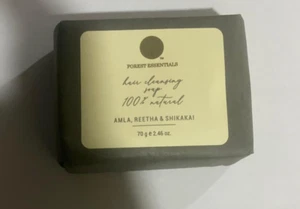 FOREST ESSENTIALS
hair cleansing
soap
100% natural
AMLA, REETHA & SHIKAKAI
70 g e 2.46 oz.